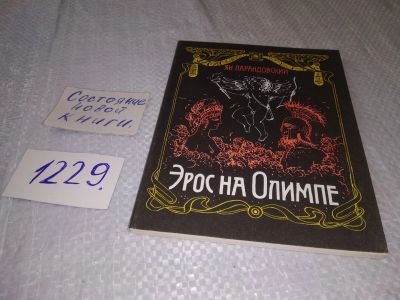 Состояние
новой
книги.
1229.
ЯН ПАРАНДОВСКИЙ
ЭРОС НА ОЛИМПЕ